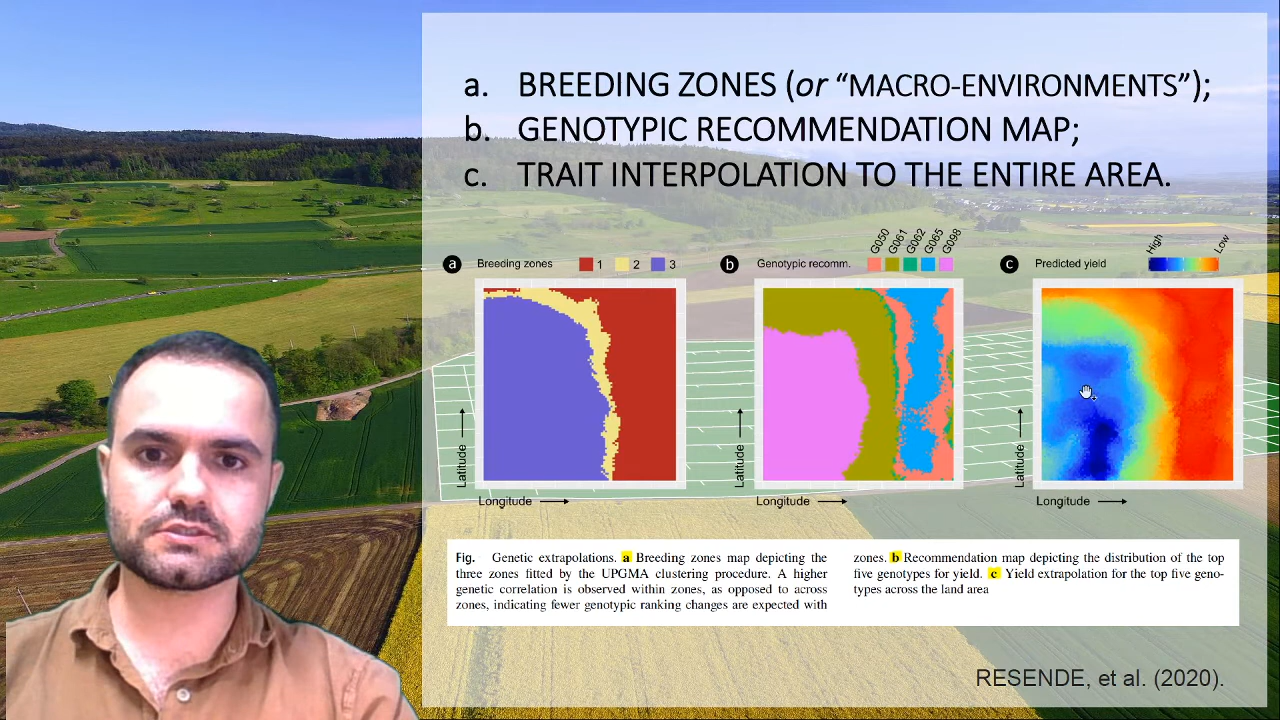 a. BREEDING ZONES (or “MACRO-ENVIRONMENTS”);
b. GENOTYPIC RECOMMENDATION MAP;
c. TRAIT INTERPOLATION TO THE ENTIRE AREA.
a Breeding zones 1 2 3
Latitude
Longitude
b Genotypic recomm. G050 G061 G082 G065 G098
Latitude
Longitude
c Predicted yield High Low
Latitude
Longitude
Fig. Genetic extrapolations. a Breeding zones map depicting the
three zones fitted by the UPGMA clustering procedure. A higher
genetic correlation is observed within zones, as opposed to across
zones, indicating fewer genotypic ranking changes are expected with
zones. b Recommendation map depicting the distribution of the top
five genotypes for yield. c Yield extrapolation for the top five geno-
types across the land area
RESENDE, et al. (2020).